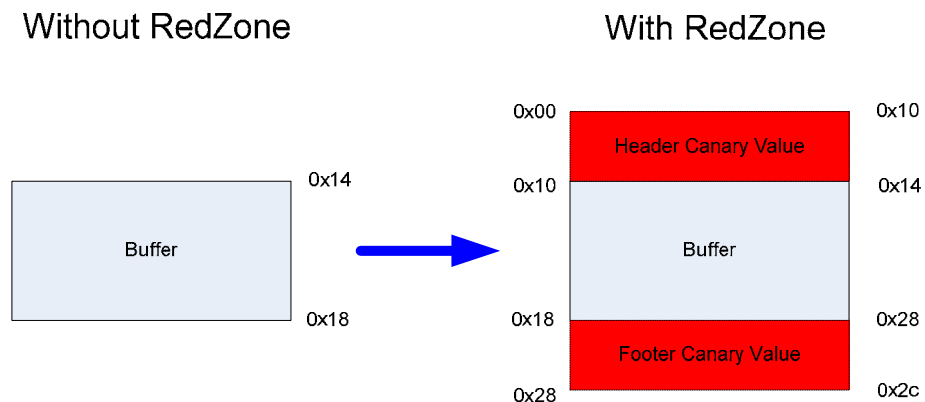 Without RedZone
With RedZone
0x00
0x10
Header Canary Value
0x14
0x10
0x14
Buffer
Buffer
0x18
0x18
0x28
Footer Canary Value
0x28
0x2c